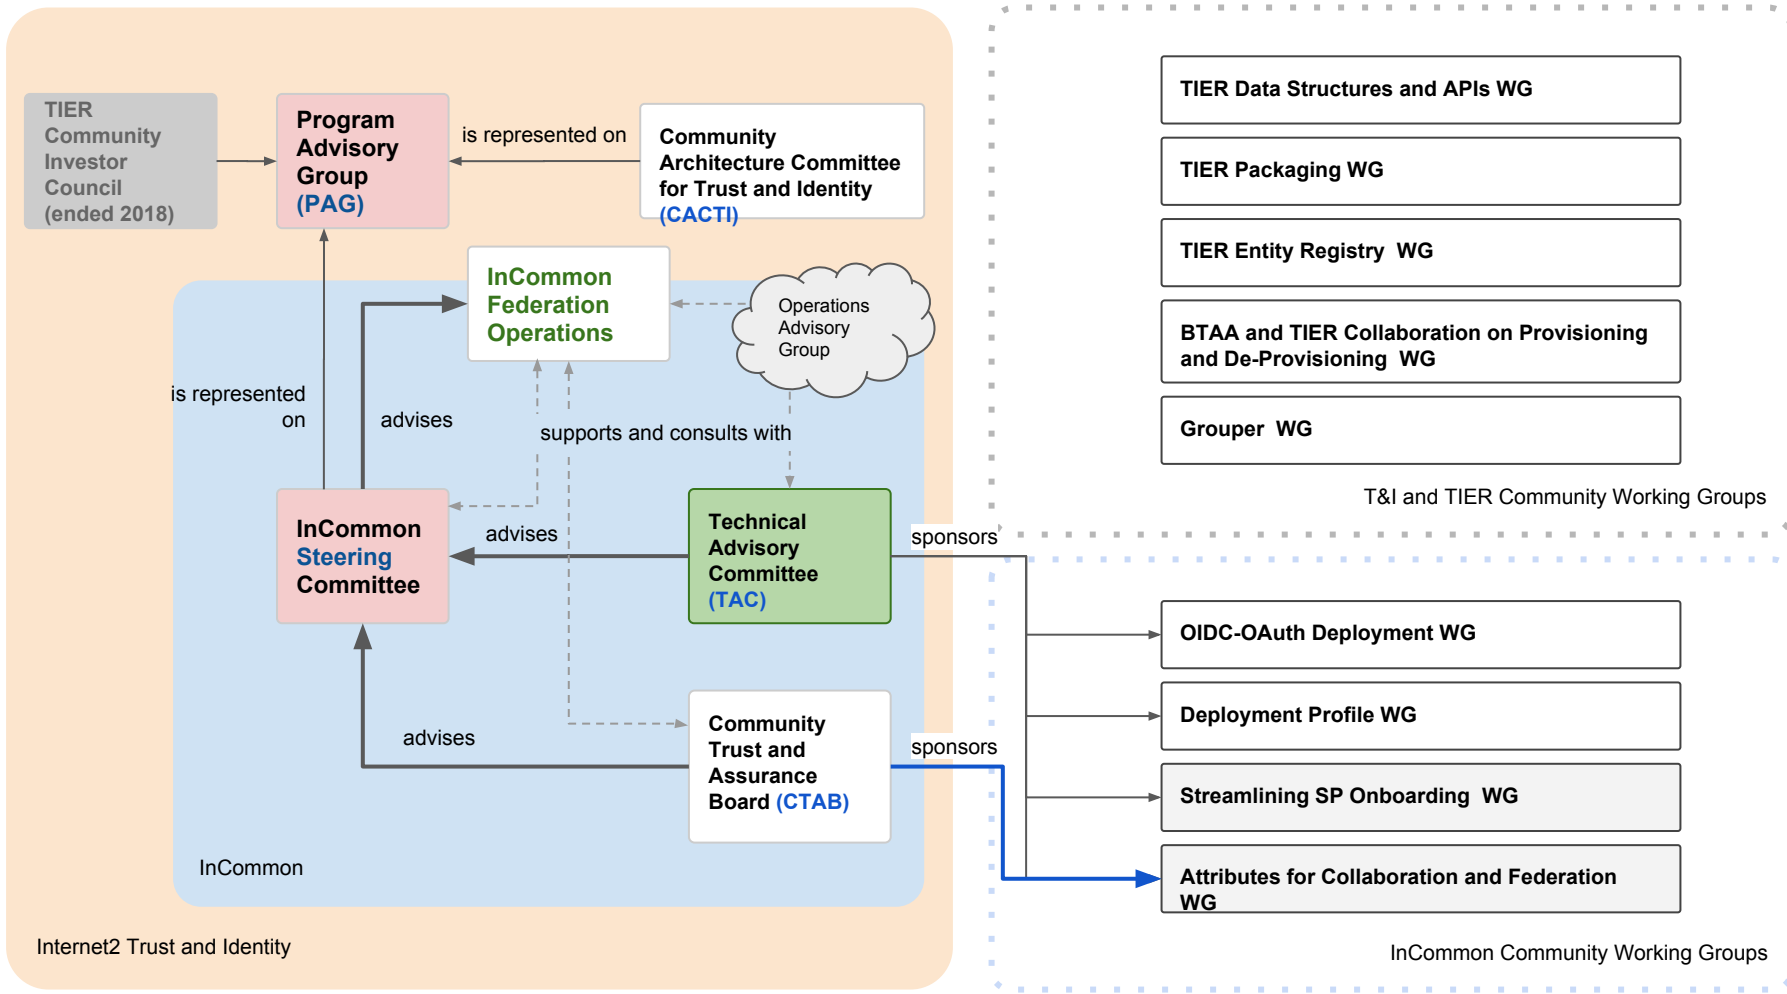 TIER
Community
Investor
Council
(ended 2018)
Program
Advisory
Group
(PAG)
is represented on
Community
Architecture Committee
for Trust and Identity
(CACTI)
InCommon
Federation
Operations
Operations
Advisory
Group
is represented
on
advises
supports and consults with
InCommon
Steering
Committee
advises
Technical
Advisory
Committee
(TAC)
sponsors
advises
Community
Trust and
Assurance
Board (CTAB)
sponsors
InCommon
Internet2 Trust and Identity
TIER Data Structures and APIs WG
TIER Packaging WG
TIER Entity Registry  WG
BTAA and TIER Collaboration on Provisioning
and De-Provisioning  WG
Grouper  WG
T&I and TIER Community Working Groups
OIDC-OAuth Deployment WG
Deployment Profile WG
Streamlining SP Onboarding  WG
Attributes for Collaboration and Federation
WG
InCommon Community Working Groups